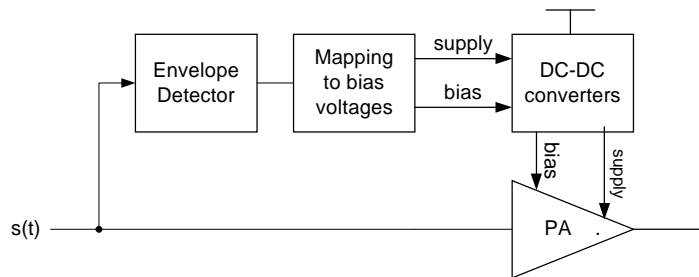 Envelope
Detector
Mapping
to bias
voltages
supply
bias
DC-DC
converters
bias
supply
s(t)
PA .